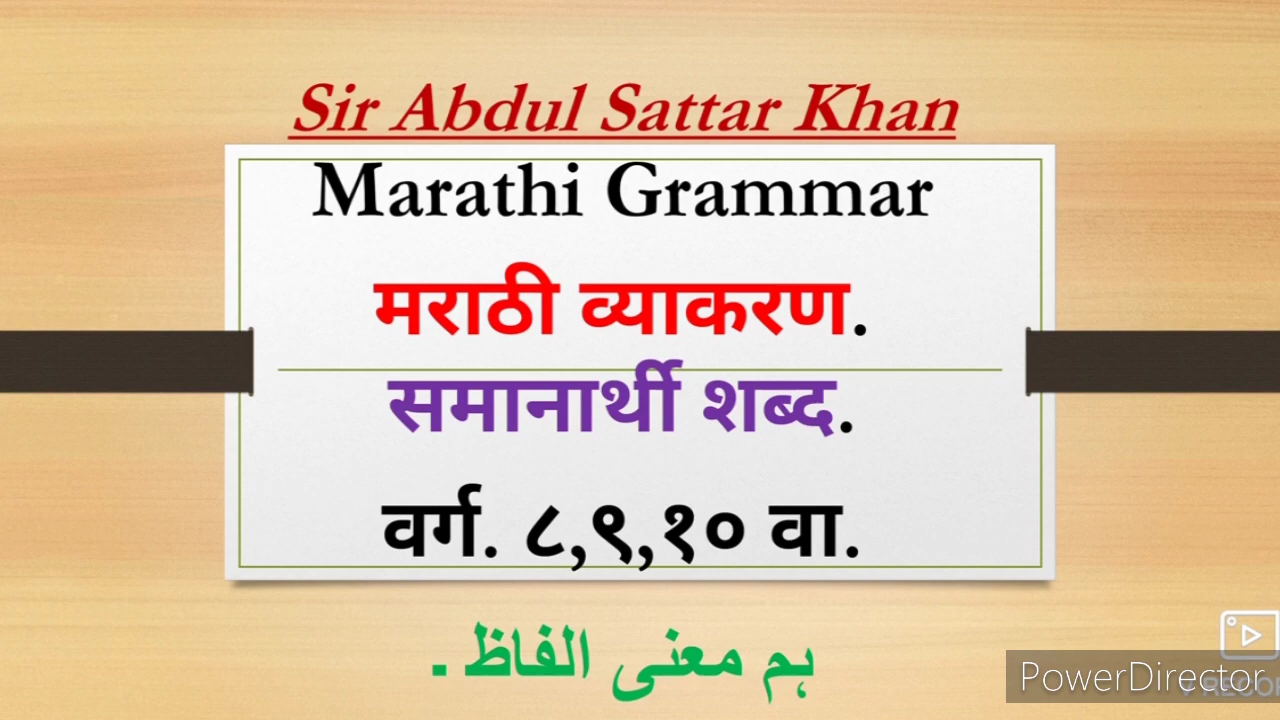 Sir Abdul Sattar Khan
Marathi Grammar
मराठी व्याकरण.
समानार्थी शब्द.
वर्ग. ८,९,१० वा.
ہم معنی الفاظ.
PowerDirector